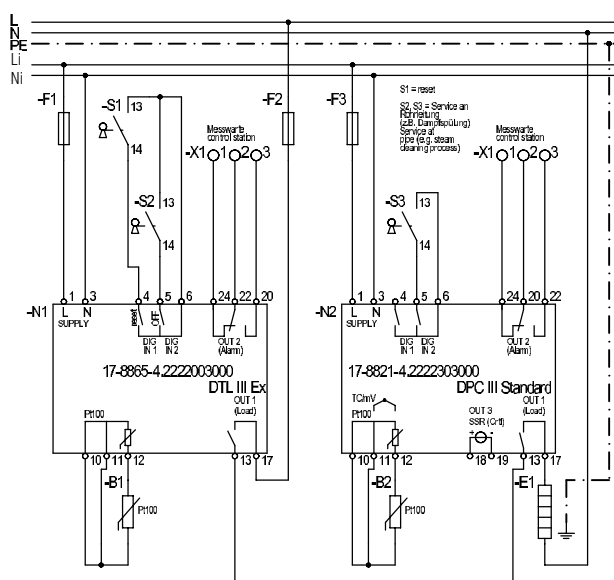 L
N
PE
Li
Ni
-F1
-S1
13
14
-F2
-F3
S1 = reset
S2, S3 = Service an
Rohrleitung
(z.B. Dampfspülung)
Service at
pipe (e.g. steam
cleaning process)
Messwarte
control station
-X1 1 2 3
Messwarte
control station
-X1 1 2 3
-S2
13
14
-S3
13
14
-N1
1 3 4 5 6 24 22 20
L N
SUPPLY
reset
OFF
DIG
IN 1
DIG
IN 2
OUT 2
(Alarm)
17-8865-4.2222003000
DTL III Ex
OUT 1
(Load)
Pt100
10 11 12 13 17
-B1
Pt100
-N2
1 3 4 5 6 24 20 22
L N
SUPPLY
DIG
IN 1
DIG
IN 2
OUT 2
(Alarm)
17-8821-4.2222303000
DPC III Standard
TC/mV
Pt100
OUT 3
SSR (Crtl)
+ -
OUT 1
(Load)
10 11 12 18 19 13 17
-B2
Pt100
-E1